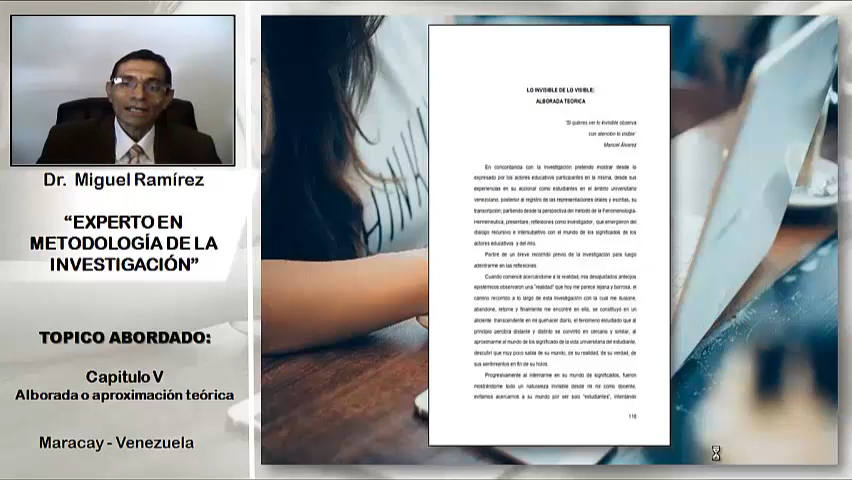 Dr. Miguel Ramírez
“EXPERTO EN
METODOLOGÍA DE LA
INVESTIGACIÓN”
TOPICO ABORDADO:
Capitulo V
Alborada o aproximación teórica
Maracay - Venezuela
LO INVISIBLE DE LO VISIBLE:
ALBORADA TEORICA
“Si quieres ver lo invisible observa
con atención lo visible”
Manuel Álvarez
En concordancia con la investigación pretendo mostrar desde lo
expresado por los actores educativos participantes en la misma, desde sus
experiencias en su accionar como estudiantes en el ámbito universitario
venezolano, posterior al registro de las representaciones orales y escritas, su
transcripción; partiendo desde la perspectiva del método de la Fenomenología-
Hermenéutica, presentare, reflexiones como investigador, que emergieron del
dialogo recursivo e intersubjetivo con el mundo de los significados de los
actores educativos y del mío.
Partiré de un breve recorrido previo de la investigación para luego
adentrarme en las reflexiones.
Cuando comencé acercándome a la realidad, mis desajustados anteojos
epistémicos observaron una “realidad” que hoy me parece lejana y borrosa, el
camino recorrido a lo largo de esta investigación con la cual me ilusione,
abandone, retome y finalmente me encontré en ella, se constituyó en un
aliciente transcendente en mi quehacer diario, el fenómeno estudiado que al
principio percibía distante y distinto se convirtió en cercano y similar, al
aproximarme al mundo de los significados de la vida universitaria del estudiante,
descubrí que muy poco sabía de su mundo, de su realidad, de su verdad, de
sus sentimientos en fin de su holos.
Progresivamente al internarme en su mundo de significados, fueron
mostrándome todo un naturaleza invisible desde mi rol como docente,
evitamos acercarnos a su mundo por ser solo “estudiantes”, intentando
116